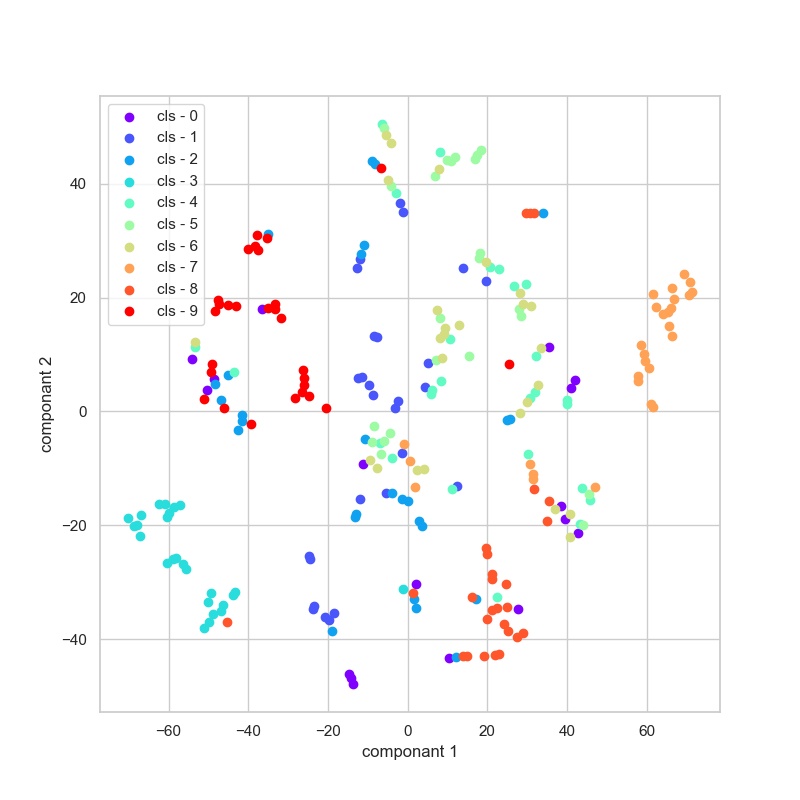 cls - 0
cls - 1
cls - 2
cls - 3
cls - 4
cls - 5
cls - 6
cls - 7
cls - 8
cls - 9
40
20
0
−20
−40
componant 2
−60 −40 −20 0 20 40 60
componant 1